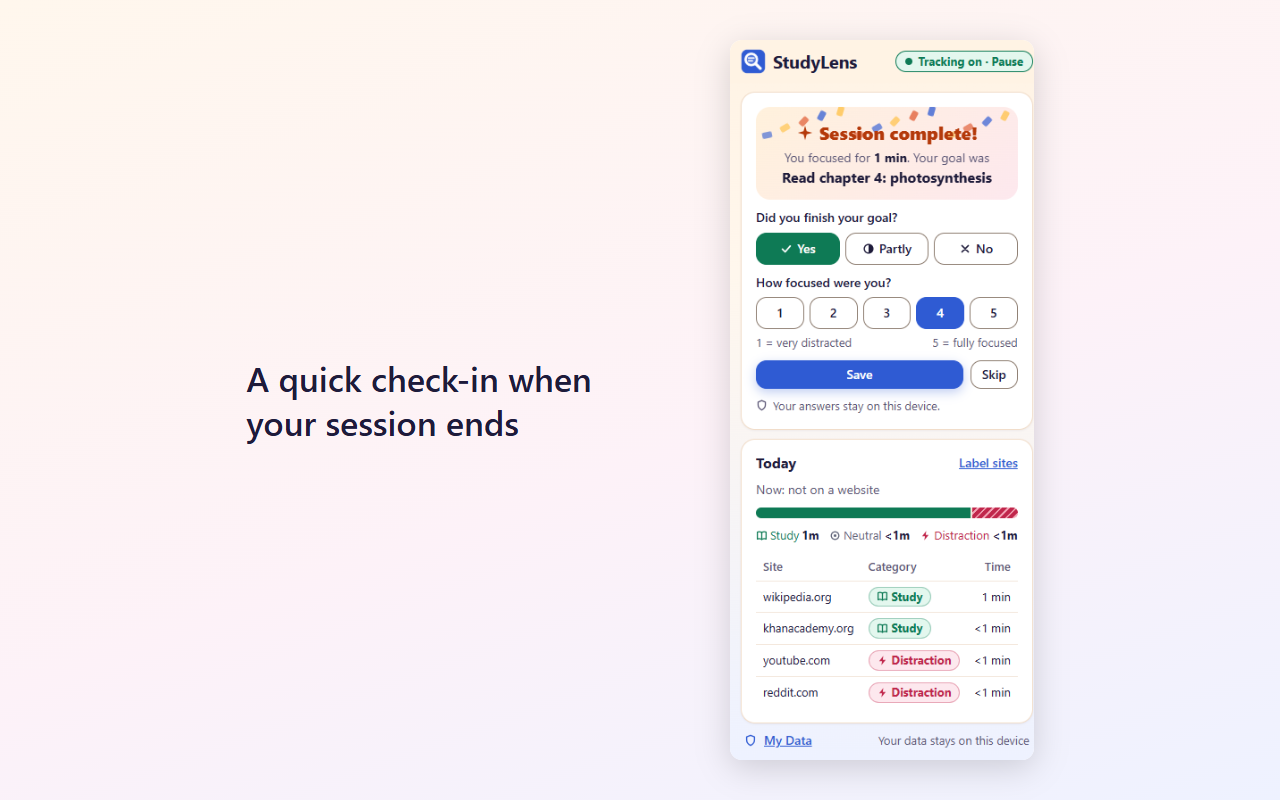 A quick check-in when
your session ends
StudyLens
Tracking on · Pause
Session complete!
You focused for 1 min. Your goal was
Read chapter 4: photosynthesis
Did you finish your goal?
Yes
Partly
No
How focused were you?
1 2 3 4 5
1 = very distracted 5 = fully focused
Save Skip
Your answers stay on this device.
Today Label sites
Now: not on a website
Study 1m Neutral <1m Distraction <1m
Site Category Time
wikipedia.org Study 1 min
khanacademy.org Study <1 min
youtube.com Distraction <1 min
reddit.com Distraction <1 min
My Data Your data stays on this device